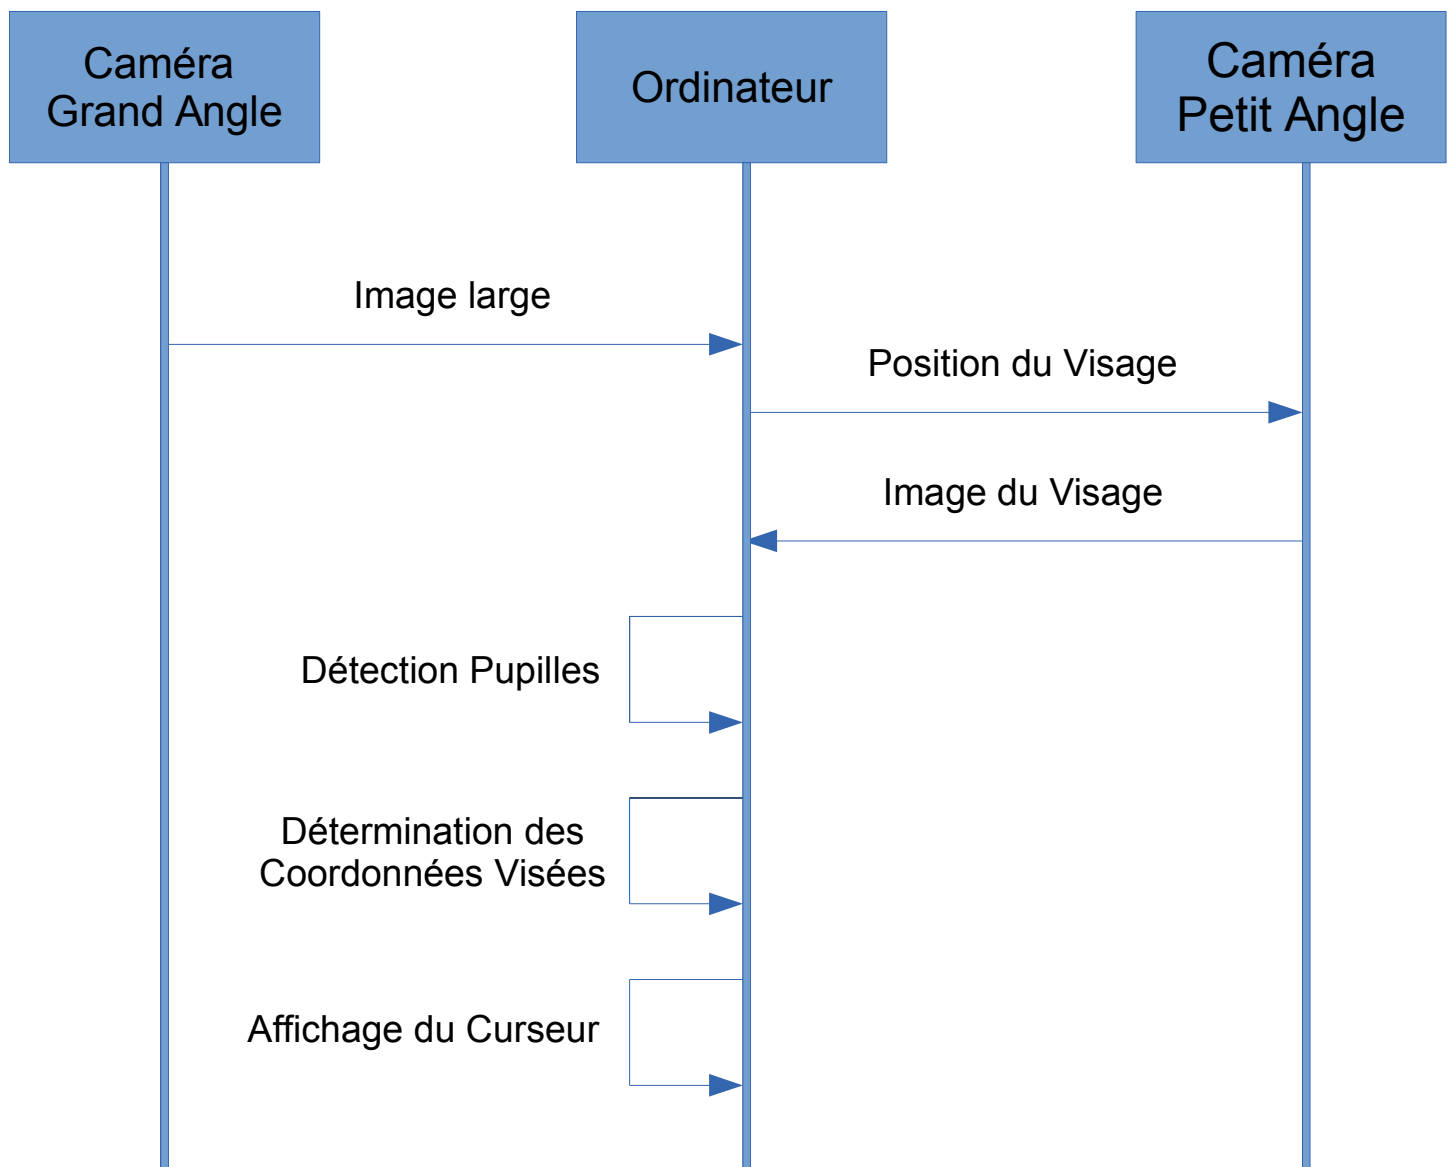 Caméra
Grand Angle
Ordinateur
Caméra
Petit Angle
Image large
Position du Visage
Image du Visage
Détection Pupilles
Détermination des
Coordonnées Visées
Affichage du Curseur